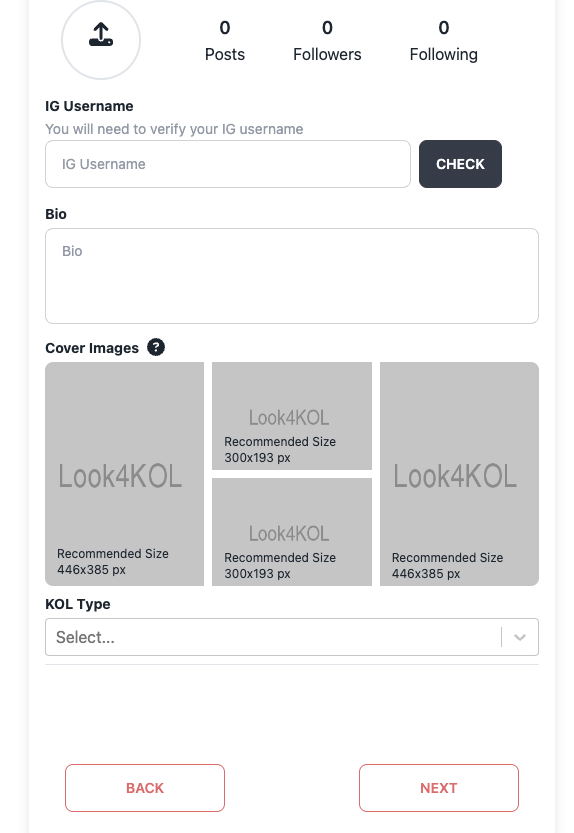 0 0 0
Posts Followers Following
IG Username
You will need to verify your IG username
IG Username CHECK
Bio
Bio
Cover Images ?
Look4KOL
Recommended Size
446x385 px
Look4KOL
Recommended Size
300x193 px
Look4KOL
Recommended Size
300x193 px
Look4KOL
Recommended Size
446x385 px
KOL Type
Select...
BACK NEXT